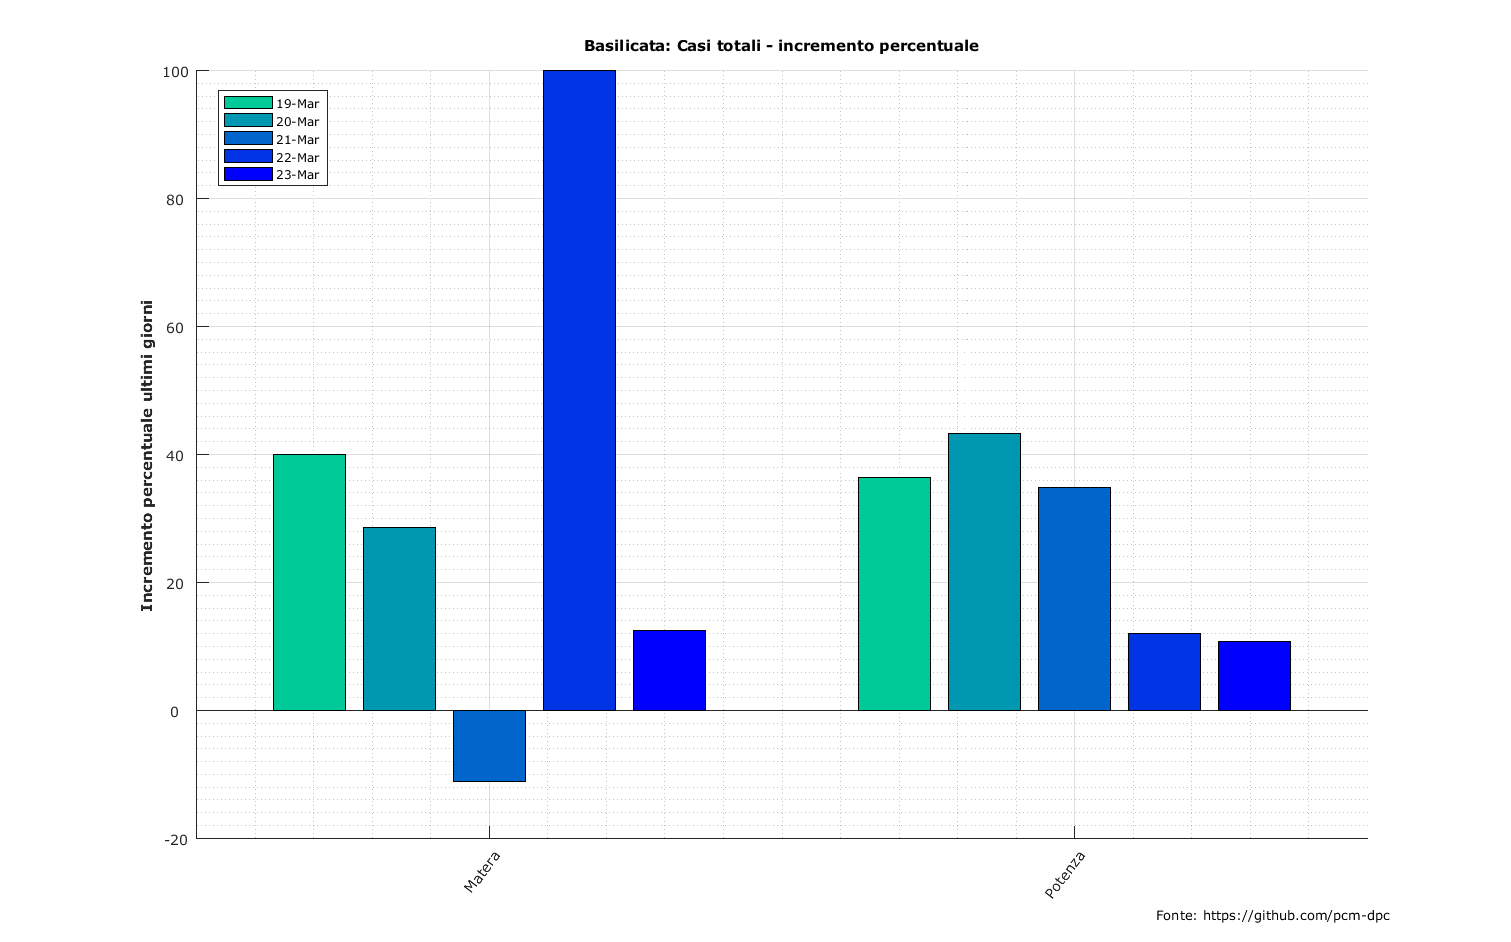 Basilicata: Casi totali - incremento percentuale
Incremento percentuale ultimi giorni
100
80
60
40
20
0
-20
19-Mar
20-Mar
21-Mar
22-Mar
23-Mar
Matera
Potenza
Fonte: https://github.com/pcm-dpc